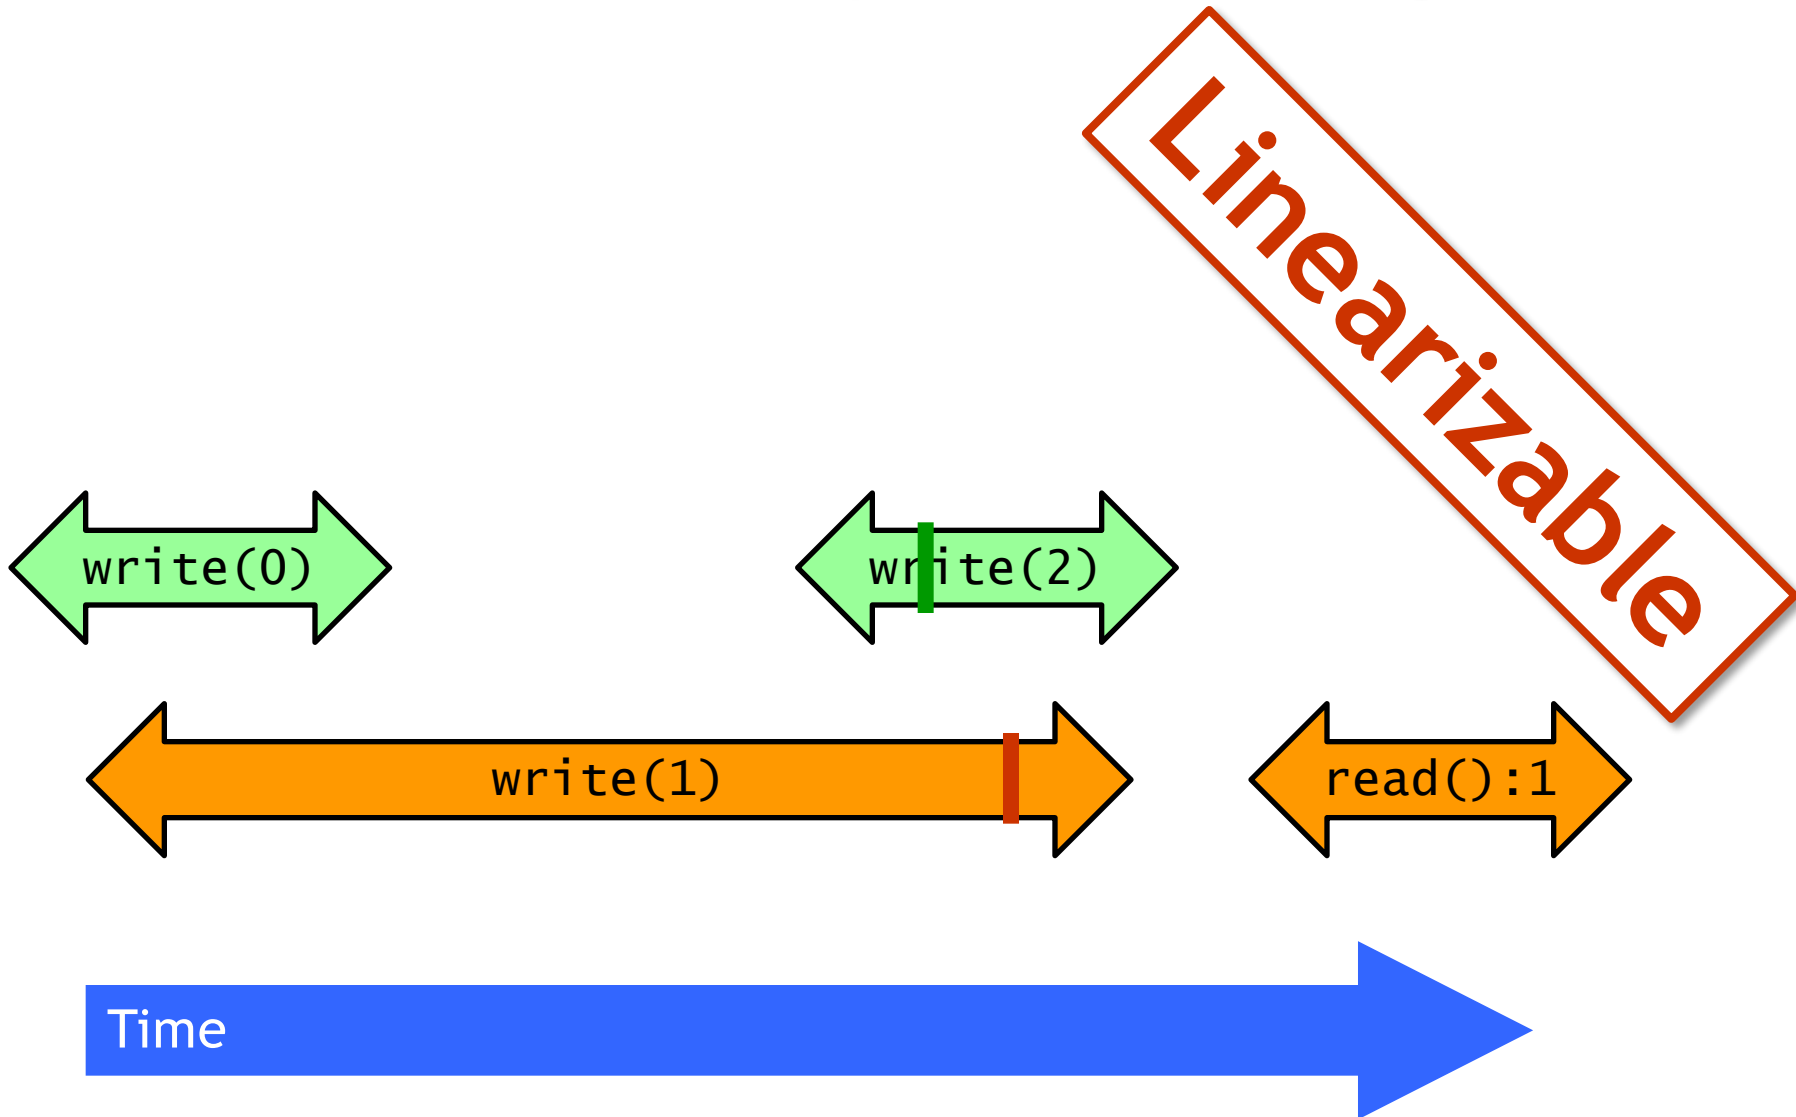 Linearizable
write(0)
write(2)
write(1)
read():1
Time